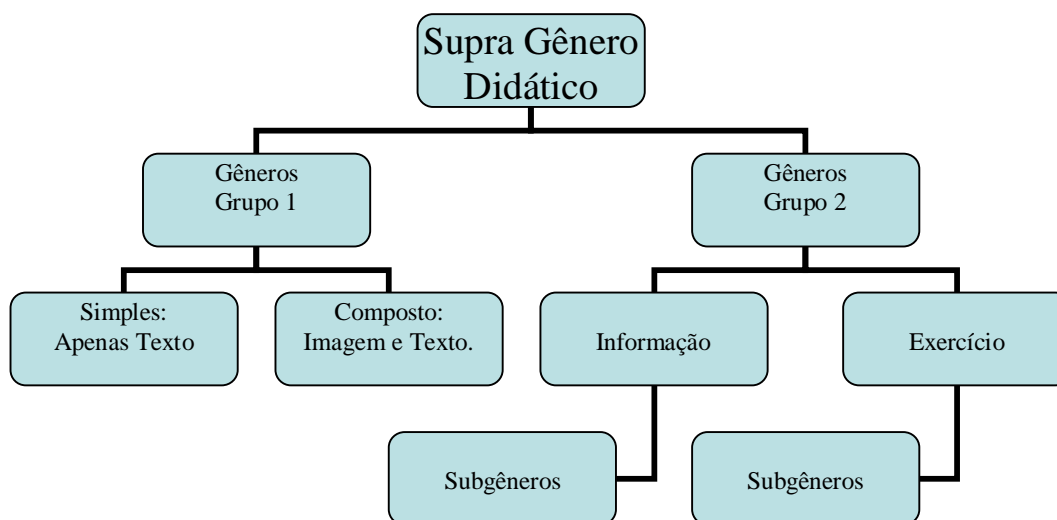 Supra Gênero
Didático
Gêneros
Grupo 1
Gêneros
Grupo 2
Simples:
Apenas Texto
Composto:
Imagem e Texto.
Informação
Exercício
Subgêneros
Subgêneros